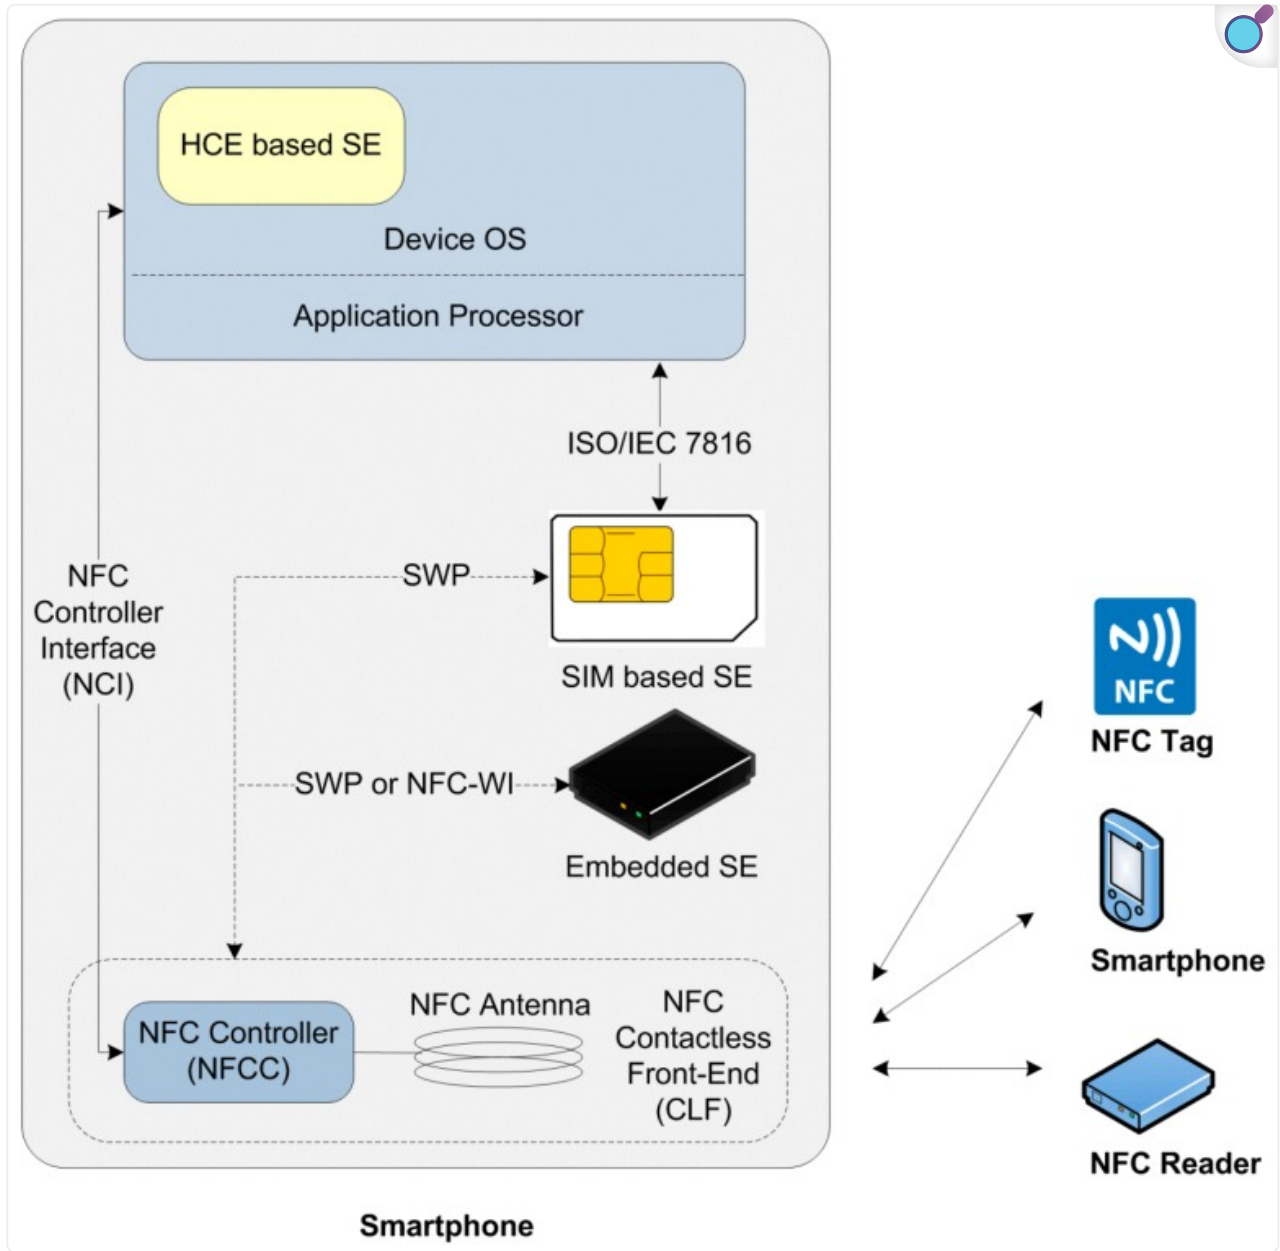 HCE based SE
Device OS
Application Processor
ISO/IEC 7816
NFC
Controller
Interface
(NCI)
SWP
SIM based SE
SWP or NFC-WI
Embedded SE
NFC Controller
(NFCC)
NFC Antenna
NFC
Contactless
Front-End
(CLF)
Smartphone
NFC
NFC Tag
Smartphone
NFC Reader